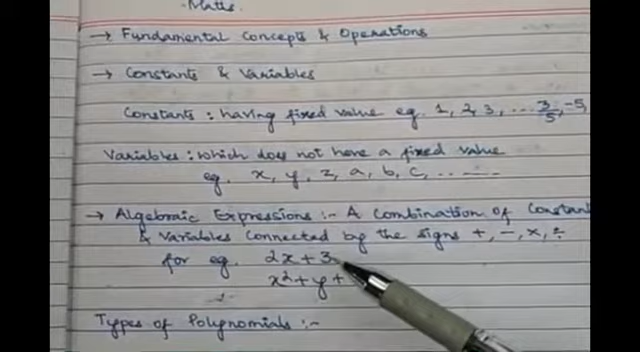 Maths.
→ Fundamental Concepts & Operations
→ Constants & Variables
Constants : having fixed value eg. 1, 2, 3, ... 3/5, -5,
Variables : which does not have a fixed value
eg. x, y, z, a, b, c, ......
→ Algebraic Expressions :- A Combination of Constan
& Variables Connected by the signs +, -, ×, ÷
for eg. 2x + 3
x² + y +
Types of Polynomials :-